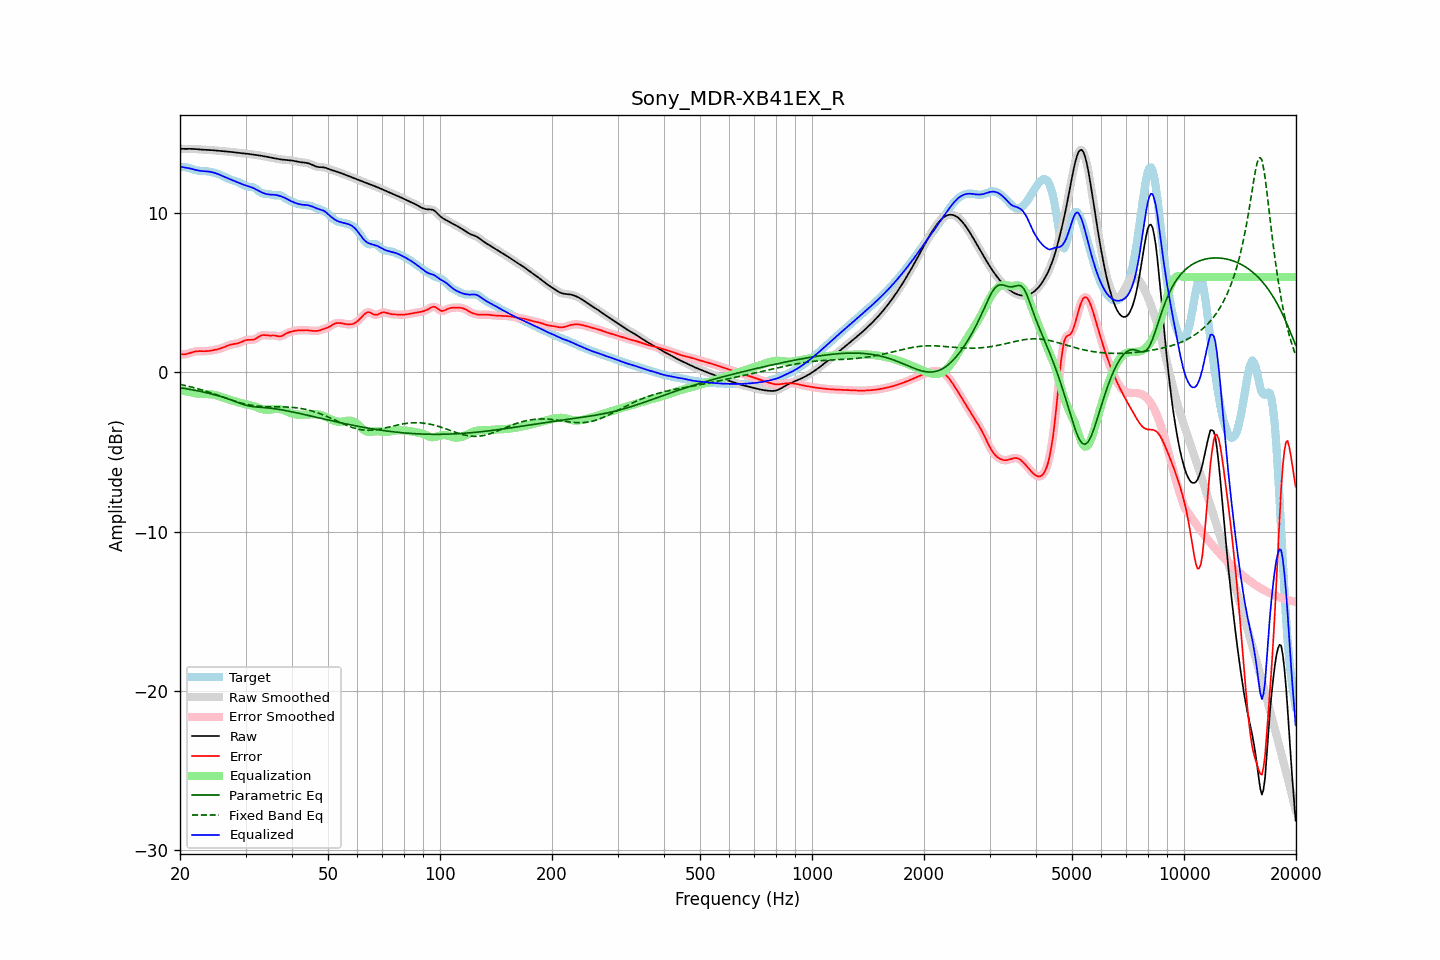 Sony_MDR-XB41EX_R
Amplitude (dBr)
10
0
−10
−20
−30
Target
Raw Smoothed
Error Smoothed
Raw
Error
Equalization
Parametric Eq
Fixed Band Eq
Equalized
20 50 100 200 500 1000 2000 5000 10000 20000
Frequency (Hz)